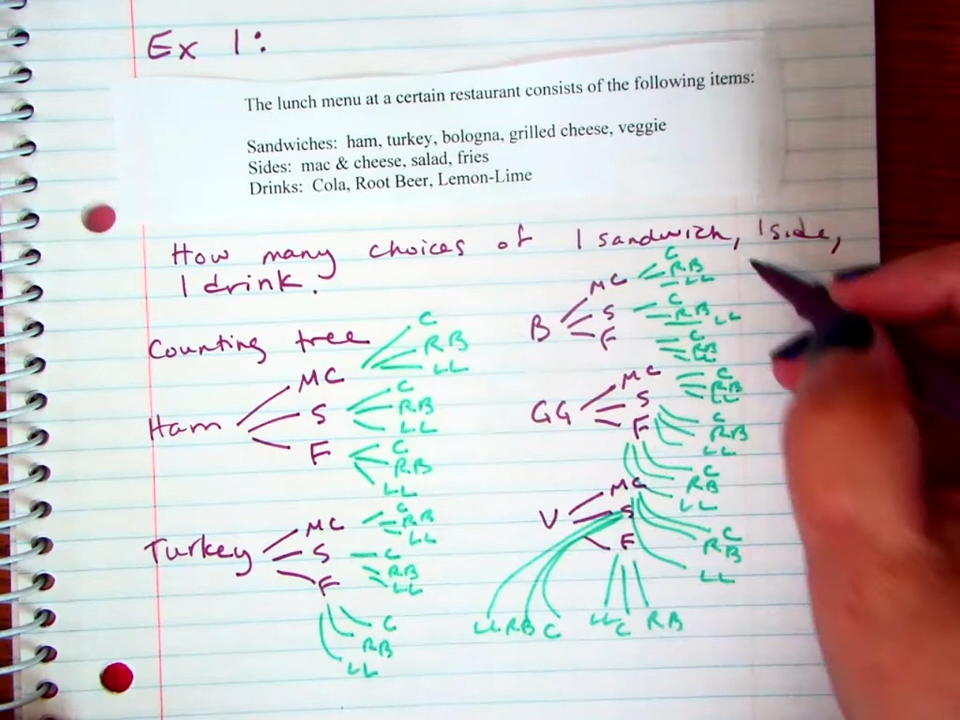 Ex 1:
The lunch menu at a certain restaurant consists of the following items:
Sandwiches: ham, turkey, bologna, grilled cheese, veggie
Sides: mac & cheese, salad, fries
Drinks: Cola, Root Beer, Lemon-Lime
How many choices of 1 sandwich, 1 side,
1 drink.
Counting tree
Ham
MC
C
RB
LL
S
C
RB
LL
F
C
RB
LL
Turkey
MC
C
RB
LL
S
C
RB
LL
F
C
RB
LL
B
MC
C
RB
LL
S
C
RB
LL
F
C
RB
LL
GG
MC
C
RB
LL
S
C
RB
LL
F
C
RB
LL
V
MC
C
RB
LL
S
LL RB C
F
LL C RB